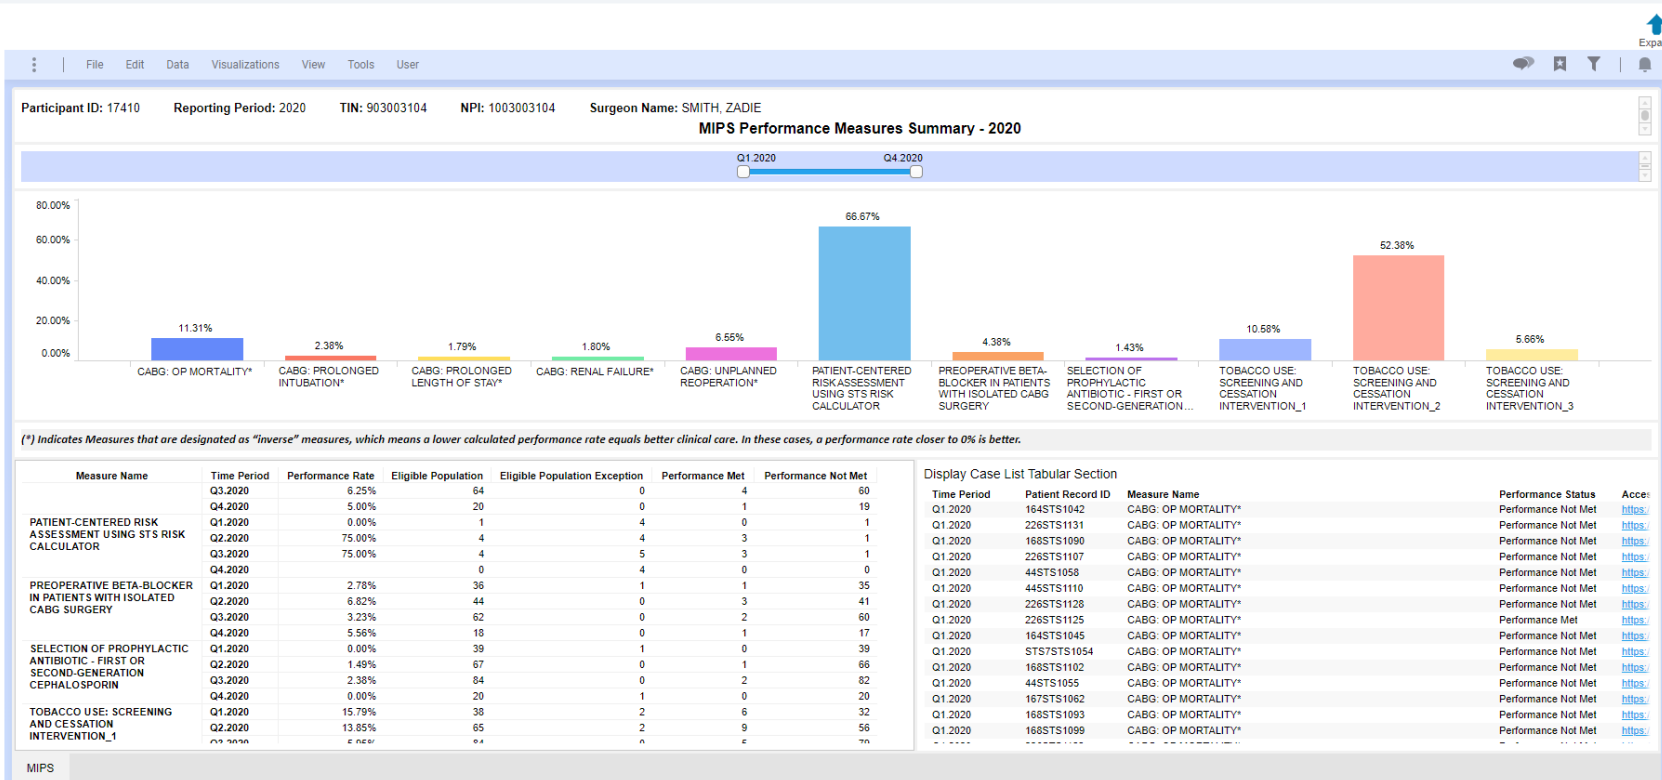 Expa
File Edit Data Visualizations View Tools User
Participant ID: 17410 Reporting Period: 2020 TIN: 903003104 NPI: 1003003104 Surgeon Name: SMITH, ZADIE
MIPS Performance Measures Summary - 2020
Q1.2020 Q4.2020
80.00%
60.00%
40.00%
20.00%
0.00%
11.31%
2.38%
1.79%
1.80%
6.55%
66.67%
4.38%
1.43%
10.58%
52.38%
5.66%
CABG: OP MORTALITY*
CABG: PROLONGED
INTUBATION*
CABG: PROLONGED
LENGTH OF STAY*
CABG: RENAL FAILURE*
CABG: UNPLANNED
REOPERATION*
PATIENT-CENTERED
RISK ASSESSMENT
USING STS RISK
CALCULATOR
PREOPERATIVE BETA-
BLOCKER IN PATIENTS
WITH ISOLATED CABG
SURGERY
SELECTION OF
PROPHYLACTIC
ANTIBIOTIC - FIRST OR
SECOND-GENERATION...
TOBACCO USE:
SCREENING AND
CESSATION
INTERVENTION_1
TOBACCO USE:
SCREENING AND
CESSATION
INTERVENTION_2
TOBACCO USE:
SCREENING AND
CESSATION
INTERVENTION_3
(*) Indicates Measures that are designated as “inverse” measures, which means a lower calculated performance rate equals better clinical care. In these cases, a performance rate closer to 0% is better.
Measure Name Time Period Performance Rate Eligible Population Eligible Population Exception Performance Met Performance Not Met
Q3.2020 6.25% 64 0 4 60
Q4.2020 5.00% 20 0 1 19
PATIENT-CENTERED RISK
ASSESSMENT USING STS RISK
CALCULATOR
Q1.2020 0.00% 1 4 0 1
Q2.2020 75.00% 4 4 3 1
Q3.2020 75.00% 4 5 3 1
Q4.2020 0 4 0 0
PREOPERATIVE BETA-BLOCKER
IN PATIENTS WITH ISOLATED
CABG SURGERY
Q1.2020 2.78% 36 1 1 35
Q2.2020 6.82% 44 0 3 41
Q3.2020 3.23% 62 0 2 60
Q4.2020 5.56% 18 0 1 17
SELECTION OF PROPHYLACTIC
ANTIBIOTIC - FIRST OR
SECOND-GENERATION
CEPHALOSPORIN
Q1.2020 0.00% 39 1 0 39
Q2.2020 1.49% 67 0 1 66
Q3.2020 2.38% 84 0 2 82
Q4.2020 0.00% 20 1 0 20
TOBACCO USE: SCREENING
AND CESSATION
INTERVENTION_1
Q1.2020 15.79% 38 2 6 32
Q2.2020 13.85% 65 2 9 56
Display Case List Tabular Section
Time Period Patient Record ID Measure Name Performance Status Acces
Q1.2020 164STS1042 CABG: OP MORTALITY* Performance Not Met https:
Q1.2020 226STS1131 CABG: OP MORTALITY* Performance Not Met https:
Q1.2020 168STS1090 CABG: OP MORTALITY* Performance Not Met https:
Q1.2020 226STS1107 CABG: OP MORTALITY* Performance Not Met https:
Q1.2020 44STS1058 CABG: OP MORTALITY* Performance Not Met https:
Q1.2020 445STS1110 CABG: OP MORTALITY* Performance Not Met https:
Q1.2020 226STS1128 CABG: OP MORTALITY* Performance Not Met https:
Q1.2020 226STS1125 CABG: OP MORTALITY* Performance Met https:
Q1.2020 164STS1045 CABG: OP MORTALITY* Performance Not Met https:
Q1.2020 STS7STS1054 CABG: OP MORTALITY* Performance Not Met https:
Q1.2020 168STS1102 CABG: OP MORTALITY* Performance Not Met https:
Q1.2020 44STS1055 CABG: OP MORTALITY* Performance Not Met https:
Q1.2020 167STS1062 CABG: OP MORTALITY* Performance Not Met https:
Q1.2020 168STS1093 CABG: OP MORTALITY* Performance Not Met https:
Q1.2020 168STS1099 CABG: OP MORTALITY* Performance Not Met https:
MIPS